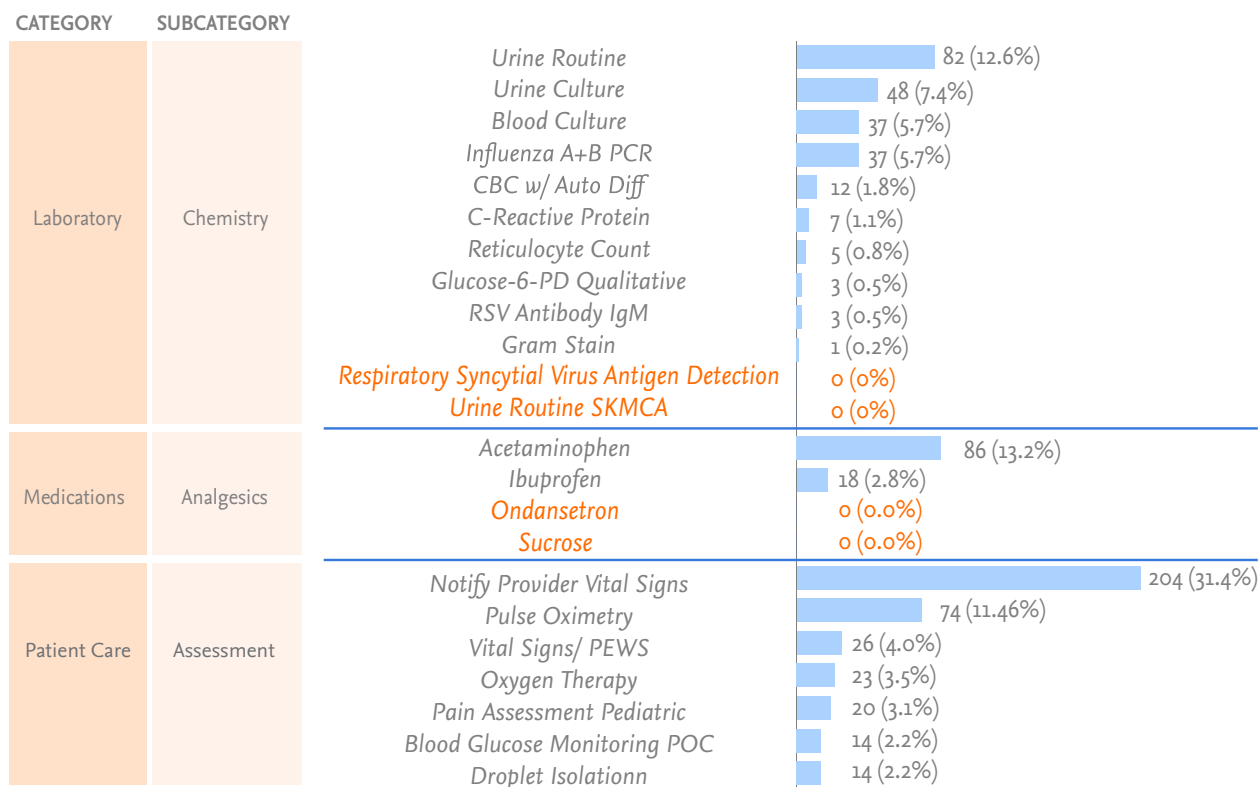 CATEGORY SUBCATEGORY
Urine Routine 82 (12.6%)
Urine Culture 48 (7.4%)
Blood Culture 37 (5.7%)
Influenza A+B PCR 37 (5.7%)
CBC w/ Auto Diff 12 (1.8%)
Laboratory Chemistry C-Reactive Protein 7 (1.1%)
Reticulocyte Count 5 (0.8%)
Glucose-6-PD Qualitative 3 (0.5%)
RSV Antibody IgM 3 (0.5%)
Gram Stain 1 (0.2%)
Respiratory Syncytial Virus Antigen Detection 0 (0%)
Urine Routine SKMCA 0 (0%)
Acetaminophen 86 (13.2%)
Medications Analgesics Ibuprofen 18 (2.8%)
Ondansetron 0 (0.0%)
Sucrose 0 (0.0%)
Notify Provider Vital Signs 204 (31.4%)
Pulse Oximetry 74 (11.46%)
Patient Care Assessment Vital Signs/ PEWS 26 (4.0%)
Oxygen Therapy 23 (3.5%)
Pain Assessment Pediatric 20 (3.1%)
Blood Glucose Monitoring POC 14 (2.2%)
Droplet Isolationn 14 (2.2%)